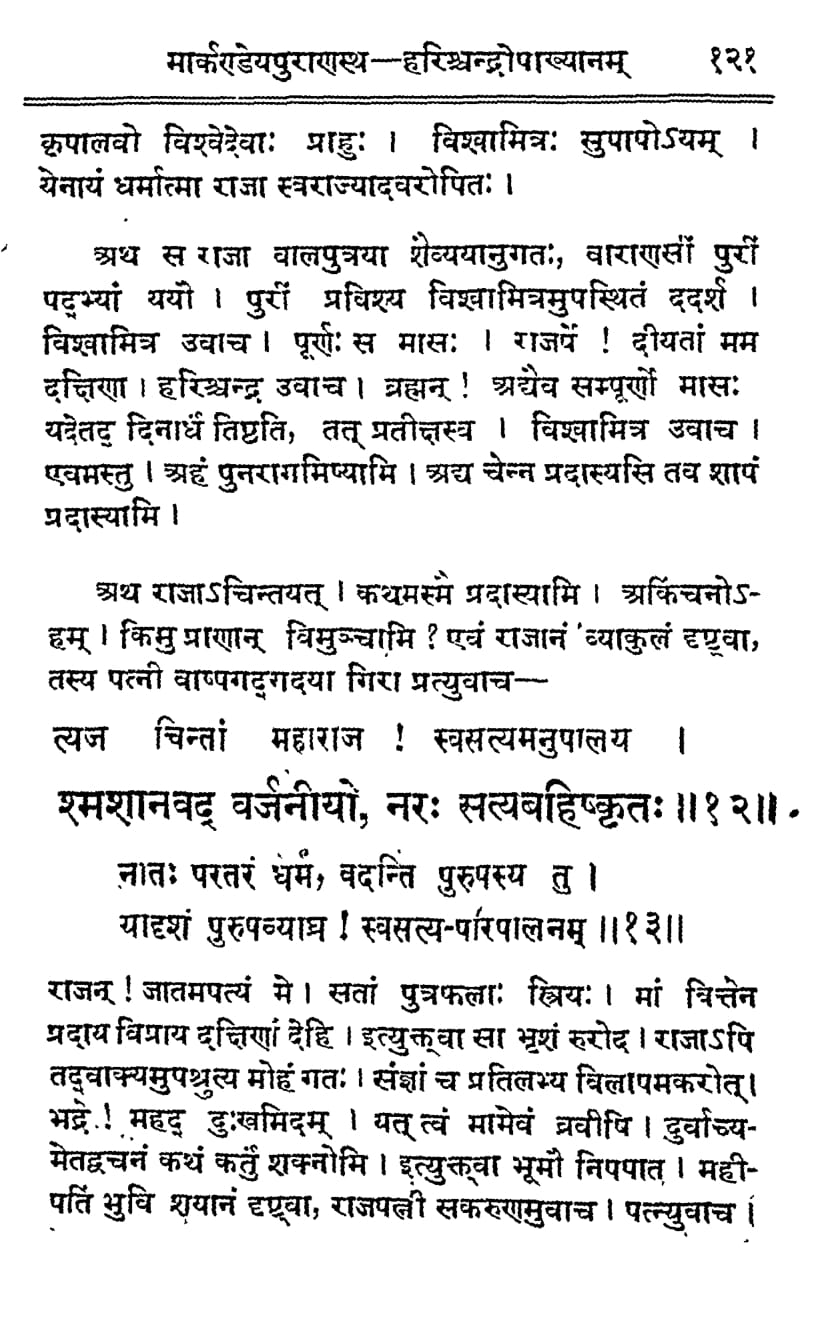 मार्कण्डेयपुराणस्थ—हरिश्चन्द्रोपाख्यानम् १२१
कृपालवो विश्वेदेवाः प्राहुः । विश्वामित्रः सुपापोऽयम् ।
येनायं धर्मात्मा राजा स्वराज्यादवरोपितः ।
अथ स राजा बालपुत्रया शैव्ययानुगतः, वाराणसीं पुरीं
पद्भ्यां ययौ । पुरीं प्रविश्य विश्वामित्रमुपस्थितं ददर्श ।
विश्वामित्र उवाच । पूर्णः स मासः । राजर्षे ! दीयतां मम
दक्षिणा । हरिश्चन्द्र उवाच । ब्रह्मन् ! अद्यैव सम्पूर्णो मासः
यदेतद् दिनार्धं तिष्ठति, तत् प्रतीक्षस्व । विश्वामित्र उवाच ।
एवमस्तु । अहं पुनरागमिष्यामि । अद्य चेन्न प्रदास्यसि तव शापं
प्रदास्यामि ।
अथ राजाऽचिन्तयत् । कथमस्मै प्रदास्यामि । अकिंचनोऽ-
हम् । किमु प्राणान् विमुञ्चामि ? एवं राजानं व्याकुलं दृष्ट्वा,
तस्य पत्नी बाष्पगद्गदया गिरा प्रत्युवाच—
त्यज चिन्तां महाराज ! स्वसत्यमनुपालय ।
श्मशानवद् वर्जनीयो, नरः सत्यबहिष्कृतः ॥१२॥
नातः परतरं धर्मं, वदन्ति पुरुषस्य तु ।
यादृशं पुरुषव्याघ्र ! स्वसत्य-परिपालनम् ॥१३॥
राजन् ! जातमपत्यं मे । सतां पुत्रफलाः स्त्रियः । मां वित्तेन
प्रदाय विप्राय दक्षिणां देहि । इत्युक्त्वा सा भृशं रुरोद । राजाऽपि
तद्वाक्यमुपश्रुत्य मोहं गतः । संज्ञां च प्रतिलभ्य विलापमकरोत् ।
भद्रे ! महद् दुःखमिदम् । यत् त्वं मामेवं ब्रवीषि । दुर्वाच्य-
मेतद्वचनं कथं कर्तुं शक्नोमि । इत्युक्त्वा भूमौ निपपात । मही-
पतिं भुवि शयानं दृष्ट्वा, राजपत्नी सकरुणमुवाच । पत्न्युवाच ।